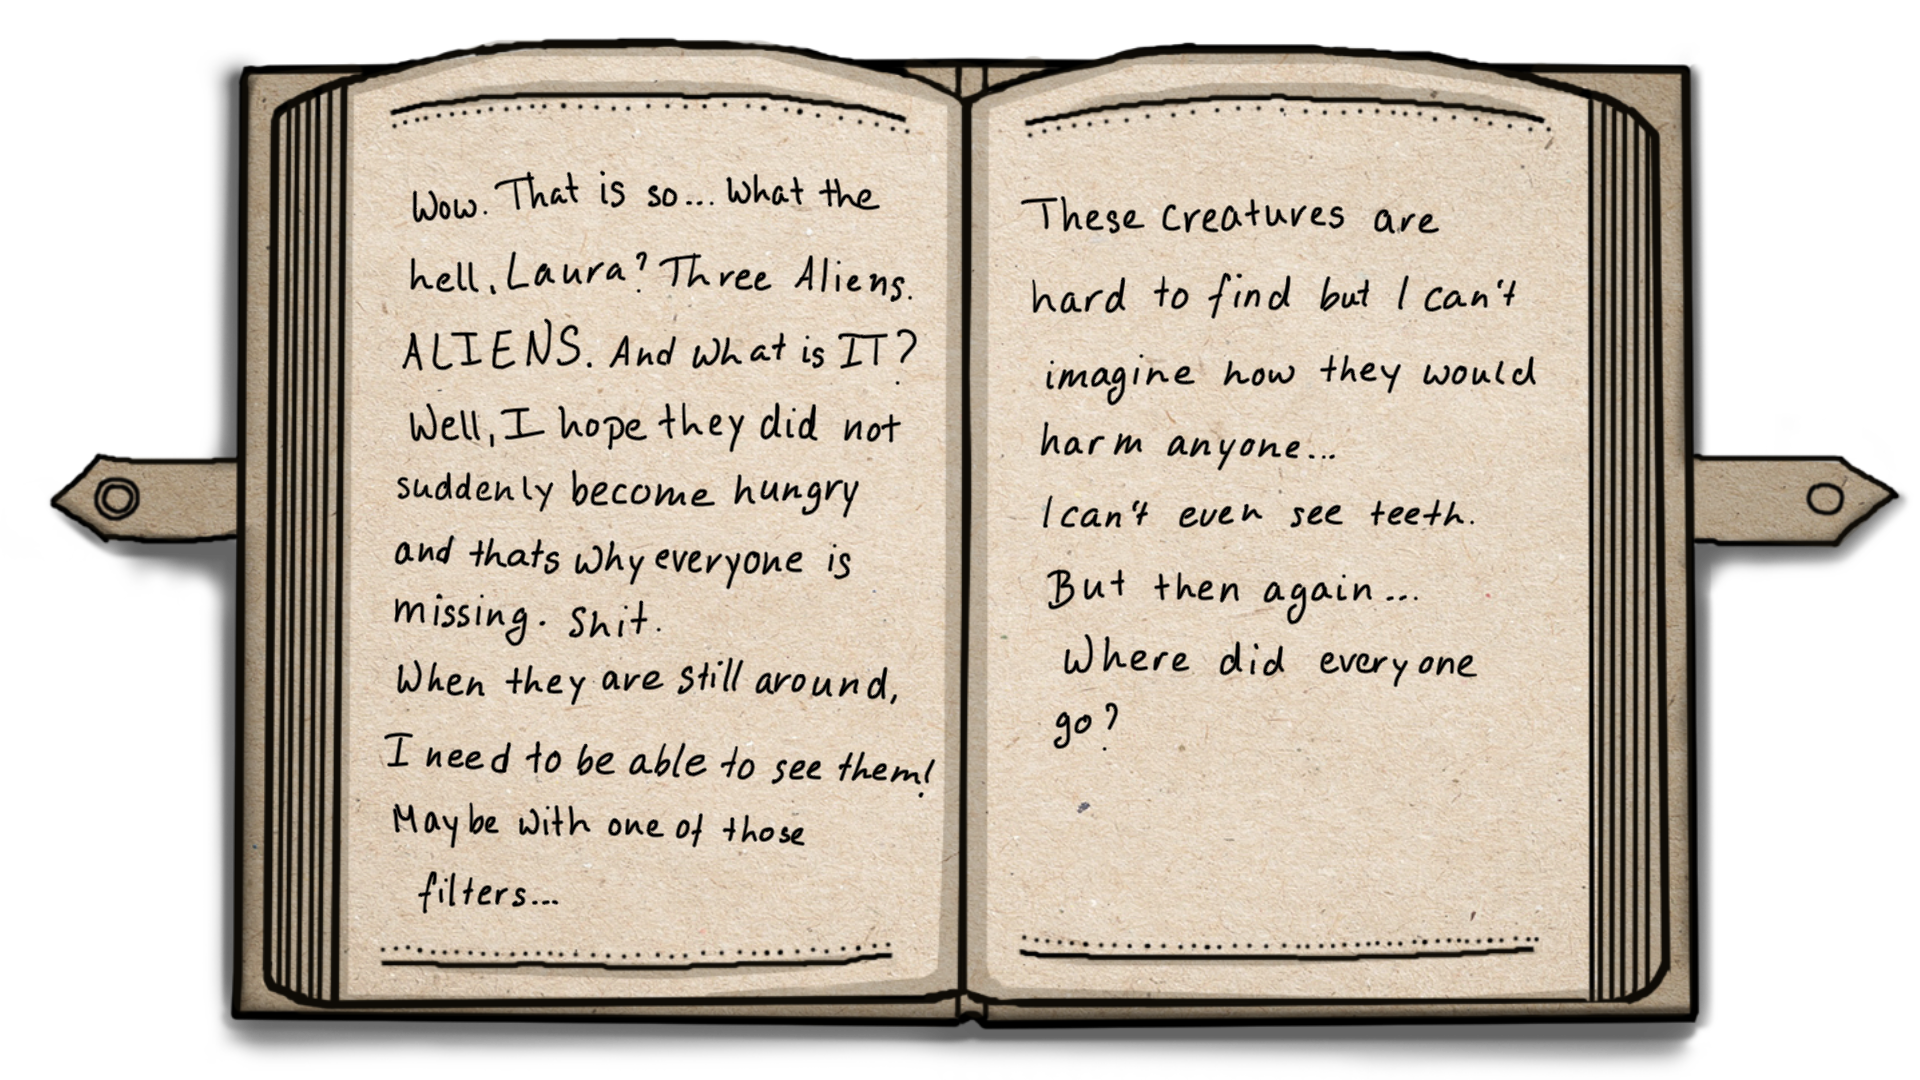 Wow. That is so... What the
hell, Laura? Three Aliens.
ALIENS. And what is IT?
Well, I hope they did not
suddenly become hungry
and thats why everyone is
missing. Shit.
When they are still around,
I need to be able to see them!
Maybe with one of those
filters...
These creatures are
hard to find but I can't
imagine how they would
harm anyone...
I can't even see teeth.
But then again...
Where did everyone
go?